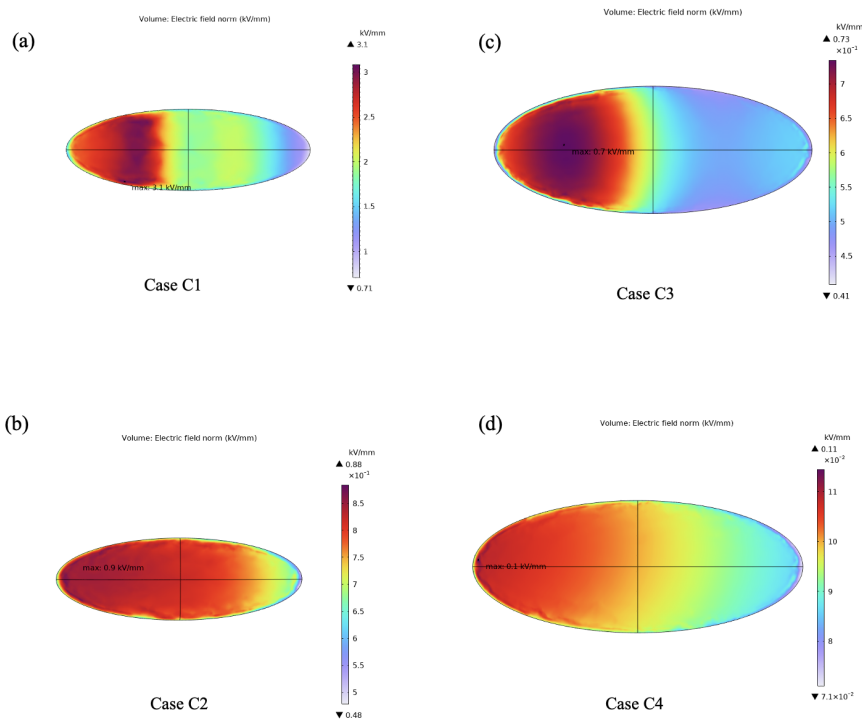 (a)
Volume: Electric field norm (kV/mm)
kV/mm
▲ 3.1
3
2.5
2
1.5
1
▼ 0.71
max: 3.1 kV/mm
Case C1
(c)
Volume: Electric field norm (kV/mm)
kV/mm
▲ 0.73
×10⁻¹
7
6.5
6
5.5
5
4.5
▼ 0.41
max: 0.7 kV/mm
Case C3
(b)
Volume: Electric field norm (kV/mm)
kV/mm
▲ 0.88
×10⁻¹
8.5
8
7.5
7
6.5
6
5.5
5
▼ 0.48
max: 0.9 kV/mm
Case C2
(d)
Volume: Electric field norm (kV/mm)
kV/mm
▲ 0.11
×10⁻²
11
10
9
8
▼ 7.1×10⁻²
max: 0.1 kV/mm
Case C4